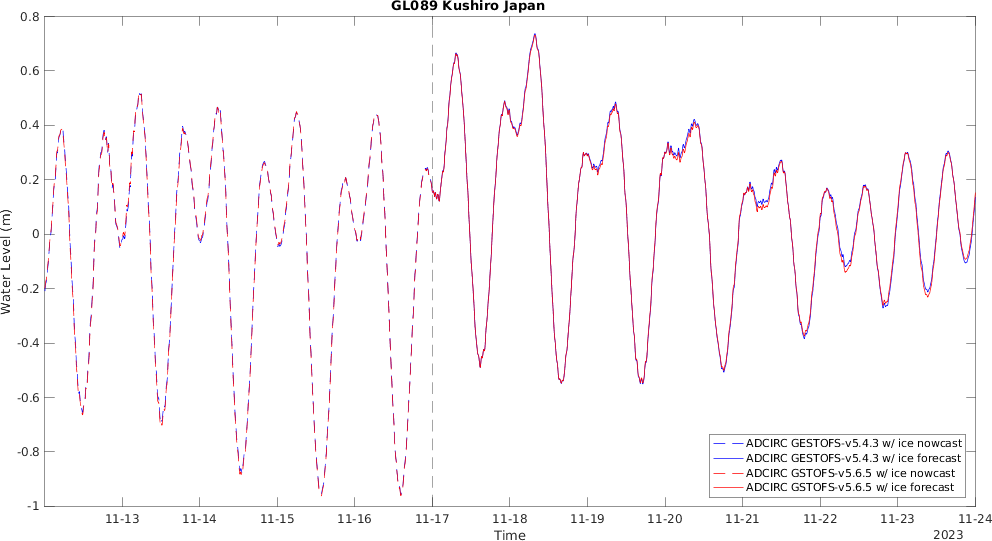 GL089 Kushiro Japan
0.8
0.6
0.4
0.2
0
-0.2
-0.4
-0.6
-0.8
-1
Water Level (m)
ADCIRC GESTOFS-v5.4.3 w/ ice nowcast
ADCIRC GESTOFS-v5.4.3 w/ ice forecast
ADCIRC GSTOFS-v5.6.5 w/ ice nowcast
ADCIRC GSTOFS-v5.6.5 w/ ice forecast
11-13 11-14 11-15 11-16 11-17 11-18 11-19 11-20 11-21 11-22 11-23 11-24
Time
2023